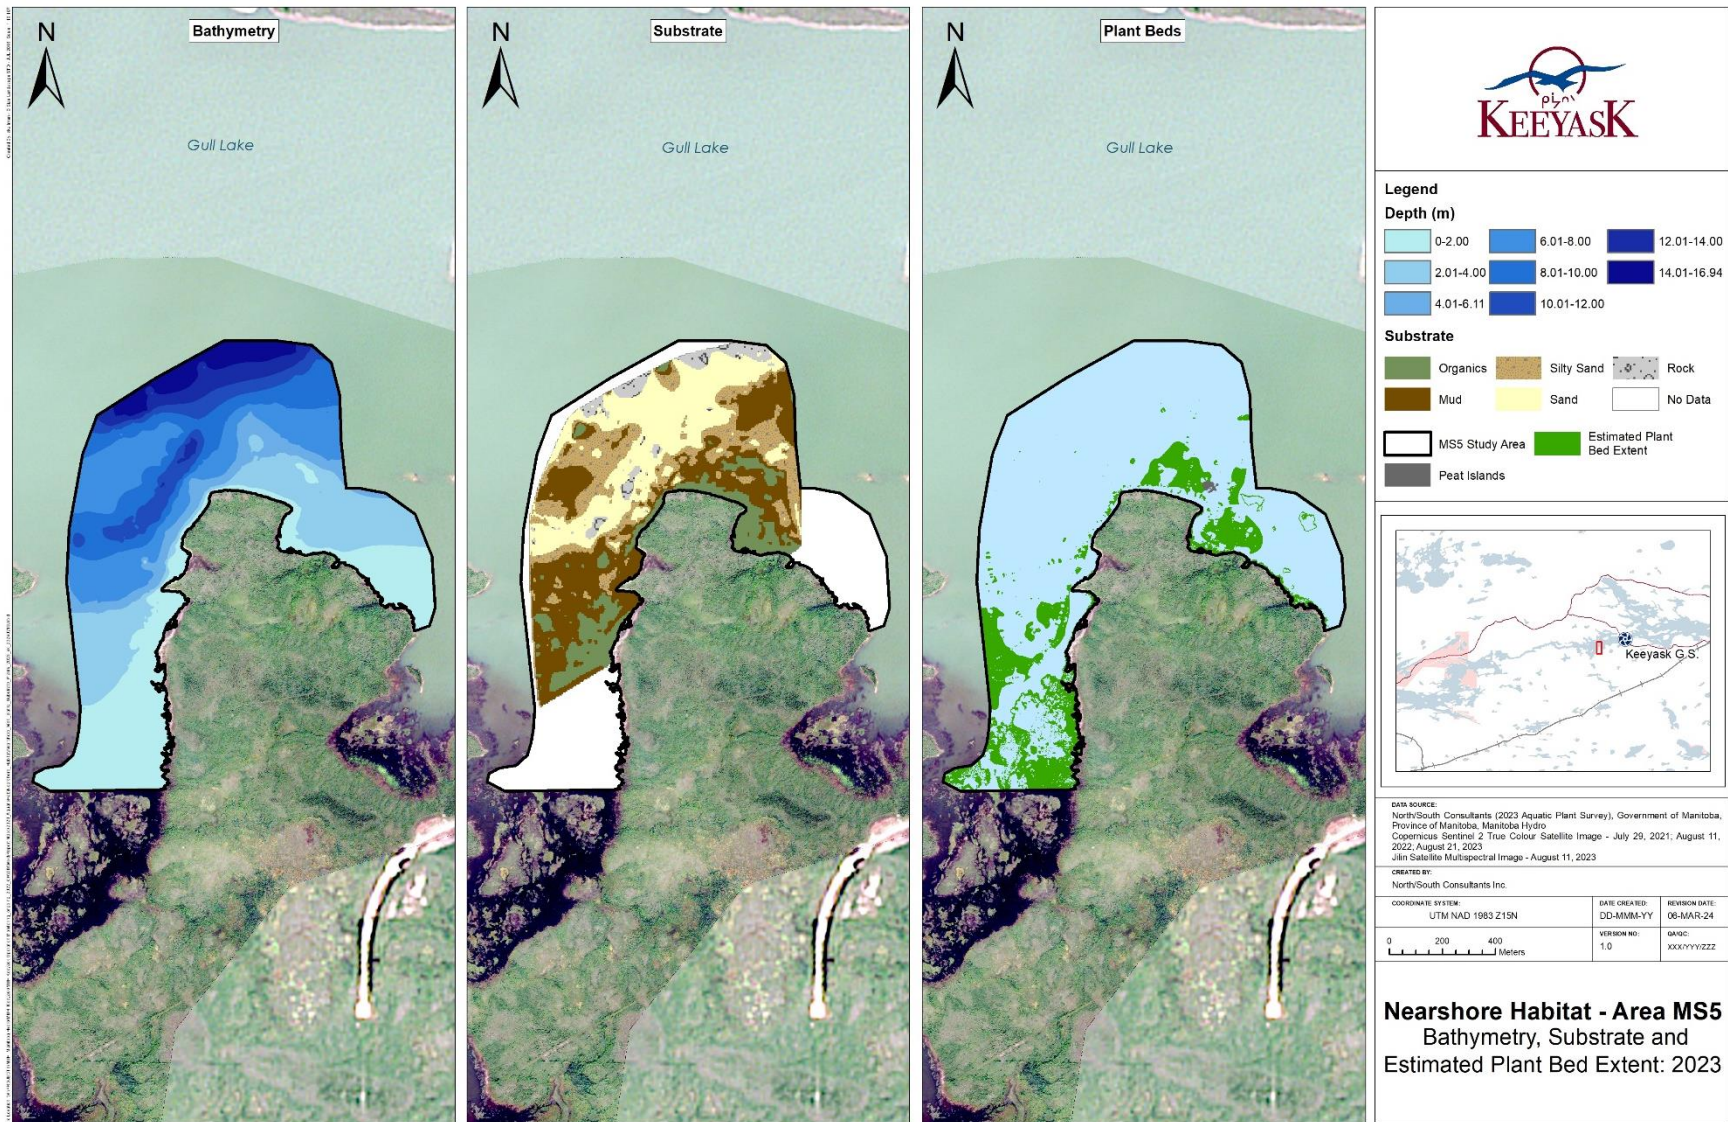 Bathymetry
N
Gull Lake
Substrate
N
Gull Lake
Plant Beds
N
Gull Lake
ᑭᔮᐢᐠ
KEEYASK
Legend
Depth (m)
0-2.00
6.01-8.00
12.01-14.00
2.01-4.00
8.01-10.00
14.01-16.94
4.01-6.11
10.01-12.00
Substrate
Organics
Silty Sand
Rock
Mud
Sand
No Data
MS5 Study Area
Estimated Plant
Bed Extent
Peat Islands
Keeyask G.S.
DATA SOURCE:
North/South Consultants (2023 Aquatic Plant Survey), Government of Manitoba,
Province of Manitoba, Manitoba Hydro
Copernicus Sentinel 2 True Colour Satellite Image - July 29, 2021; August 11,
2022; August 21, 2023
Jilin Satellite Multispectral Image - August 11, 2023
CREATED BY:
North/South Consultants Inc.
COORDINATE SYSTEM:
UTM NAD 1983 Z15N
DATE CREATED:
DD-MMM-YY
REVISION DATE:
06-MAR-24
0 200 400
Meters
VERSION NO:
1.0
QA/QC:
XXX/YYY/ZZZ
Nearshore Habitat - Area MS5
Bathymetry, Substrate and
Estimated Plant Bed Extent: 2023